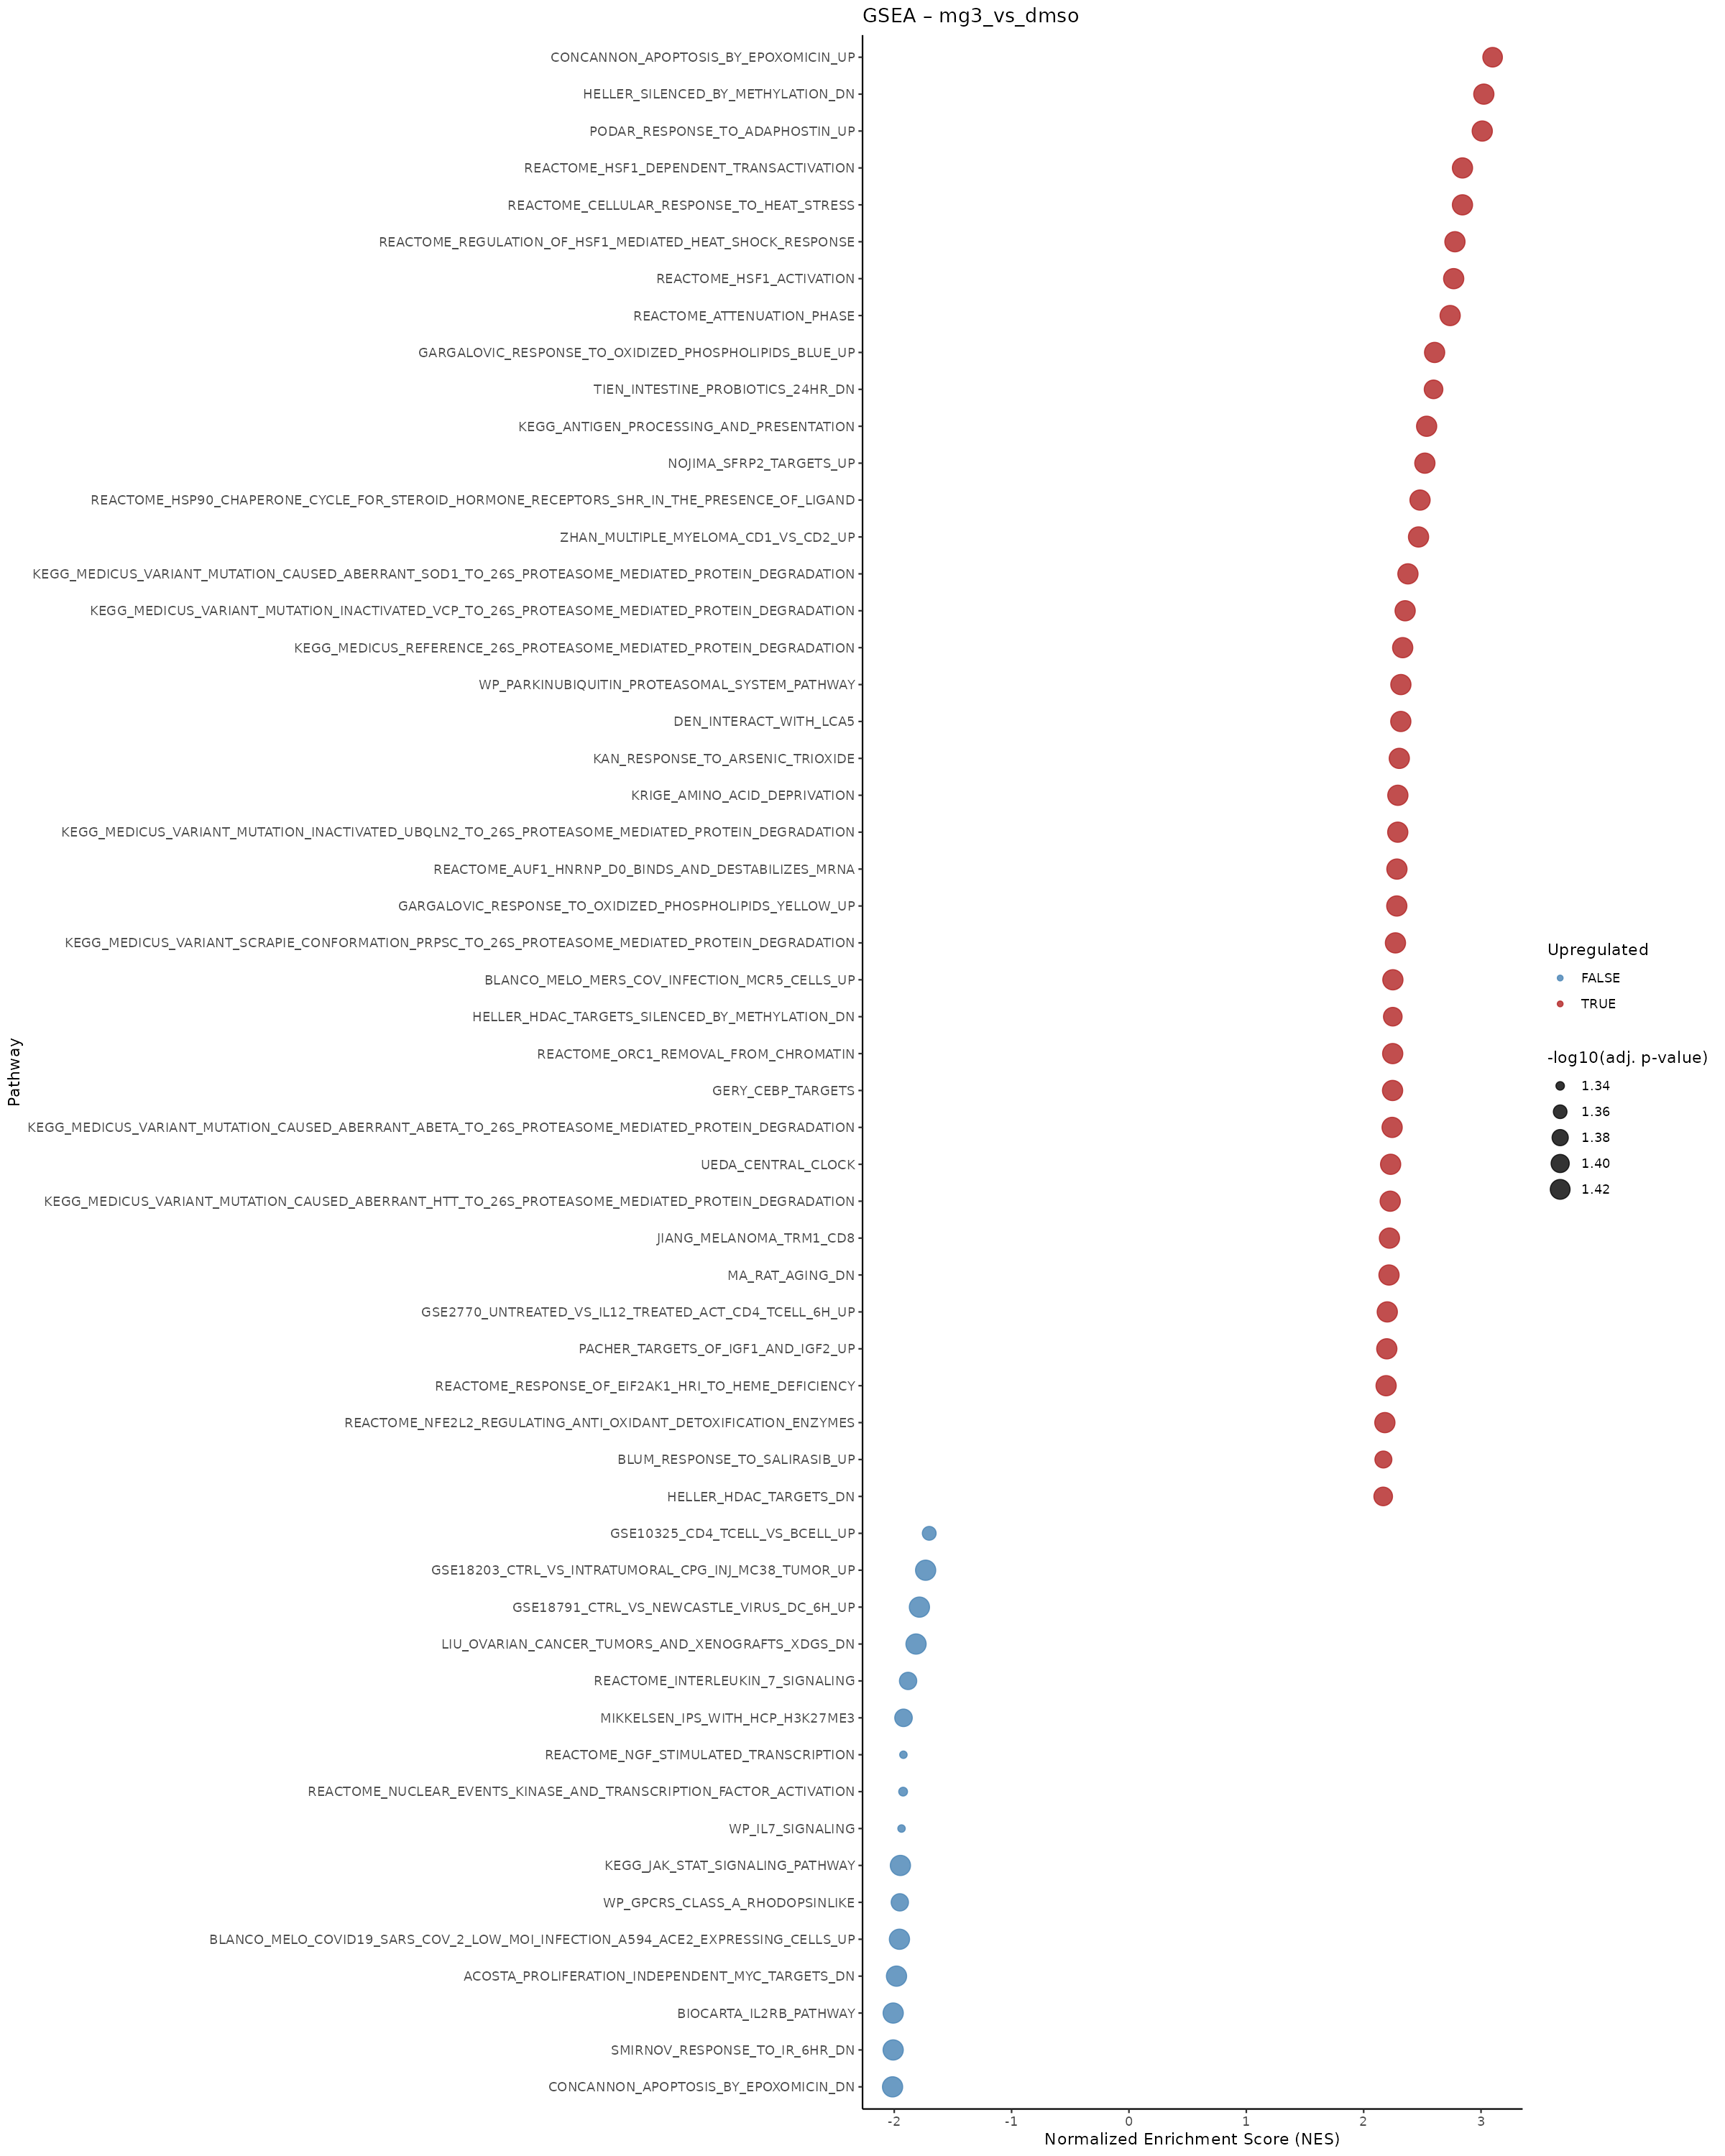 GSEA – mg3_vs_dmso
CONCANNON_APOPTOSIS_BY_EPOXOMICIN_UP
HELLER_SILENCED_BY_METHYLATION_DN
PODAR_RESPONSE_TO_ADAPHOSTIN_UP
REACTOME_HSF1_DEPENDENT_TRANSACTIVATION
REACTOME_CELLULAR_RESPONSE_TO_HEAT_STRESS
REACTOME_REGULATION_OF_HSF1_MEDIATED_HEAT_SHOCK_RESPONSE
REACTOME_HSF1_ACTIVATION
REACTOME_ATTENUATION_PHASE
GARGALOVIC_RESPONSE_TO_OXIDIZED_PHOSPHOLIPIDS_BLUE_UP
TIEN_INTESTINE_PROBIOTICS_24HR_DN
KEGG_ANTIGEN_PROCESSING_AND_PRESENTATION
NOJIMA_SFRP2_TARGETS_UP
REACTOME_HSP90_CHAPERONE_CYCLE_FOR_STEROID_HORMONE_RECEPTORS_SHR_IN_THE_PRESENCE_OF_LIGAND
ZHAN_MULTIPLE_MYELOMA_CD1_VS_CD2_UP
KEGG_MEDICUS_VARIANT_MUTATION_CAUSED_ABERRANT_SOD1_TO_26S_PROTEASOME_MEDIATED_PROTEIN_DEGRADATION
KEGG_MEDICUS_VARIANT_MUTATION_INACTIVATED_VCP_TO_26S_PROTEASOME_MEDIATED_PROTEIN_DEGRADATION
KEGG_MEDICUS_REFERENCE_26S_PROTEASOME_MEDIATED_PROTEIN_DEGRADATION
WP_PARKINUBIQUITIN_PROTEASOMAL_SYSTEM_PATHWAY
DEN_INTERACT_WITH_LCA5
KAN_RESPONSE_TO_ARSENIC_TRIOXIDE
KRIGE_AMINO_ACID_DEPRIVATION
KEGG_MEDICUS_VARIANT_MUTATION_INACTIVATED_UBQLN2_TO_26S_PROTEASOME_MEDIATED_PROTEIN_DEGRADATION
REACTOME_AUF1_HNRNP_D0_BINDS_AND_DESTABILIZES_MRNA
GARGALOVIC_RESPONSE_TO_OXIDIZED_PHOSPHOLIPIDS_YELLOW_UP
KEGG_MEDICUS_VARIANT_SCRAPIE_CONFORMATION_PRPSC_TO_26S_PROTEASOME_MEDIATED_PROTEIN_DEGRADATION
BLANCO_MELO_MERS_COV_INFECTION_MCR5_CELLS_UP
HELLER_HDAC_TARGETS_SILENCED_BY_METHYLATION_DN
REACTOME_ORC1_REMOVAL_FROM_CHROMATIN
GERY_CEBP_TARGETS
KEGG_MEDICUS_VARIANT_MUTATION_CAUSED_ABERRANT_ABETA_TO_26S_PROTEASOME_MEDIATED_PROTEIN_DEGRADATION
UEDA_CENTRAL_CLOCK
KEGG_MEDICUS_VARIANT_MUTATION_CAUSED_ABERRANT_HTT_TO_26S_PROTEASOME_MEDIATED_PROTEIN_DEGRADATION
JIANG_MELANOMA_TRM1_CD8
MA_RAT_AGING_DN
GSE2770_UNTREATED_VS_IL12_TREATED_ACT_CD4_TCELL_6H_UP
PACHER_TARGETS_OF_IGF1_AND_IGF2_UP
REACTOME_RESPONSE_OF_EIF2AK1_HRI_TO_HEME_DEFICIENCY
REACTOME_NFE2L2_REGULATING_ANTI_OXIDANT_DETOXIFICATION_ENZYMES
BLUM_RESPONSE_TO_SALIRASIB_UP
HELLER_HDAC_TARGETS_DN
GSE10325_CD4_TCELL_VS_BCELL_UP
GSE18203_CTRL_VS_INTRATUMORAL_CPG_INJ_MC38_TUMOR_UP
GSE18791_CTRL_VS_NEWCASTLE_VIRUS_DC_6H_UP
LIU_OVARIAN_CANCER_TUMORS_AND_XENOGRAFTS_XDGS_DN
REACTOME_INTERLEUKIN_7_SIGNALING
MIKKELSEN_IPS_WITH_HCP_H3K27ME3
REACTOME_NGF_STIMULATED_TRANSCRIPTION
REACTOME_NUCLEAR_EVENTS_KINASE_AND_TRANSCRIPTION_FACTOR_ACTIVATION
WP_IL7_SIGNALING
KEGG_JAK_STAT_SIGNALING_PATHWAY
WP_GPCRS_CLASS_A_RHODOPSINLIKE
BLANCO_MELO_COVID19_SARS_COV_2_LOW_MOI_INFECTION_A594_ACE2_EXPRESSING_CELLS_UP
ACOSTA_PROLIFERATION_INDEPENDENT_MYC_TARGETS_DN
BIOCARTA_IL2RB_PATHWAY
SMIRNOV_RESPONSE_TO_IR_6HR_DN
CONCANNON_APOPTOSIS_BY_EPOXOMICIN_DN
Pathway
-2 -1 0 1 2 3
Normalized Enrichment Score (NES)
Upregulated
FALSE
TRUE
-log10(adj. p-value)
1.34
1.36
1.38
1.40
1.42